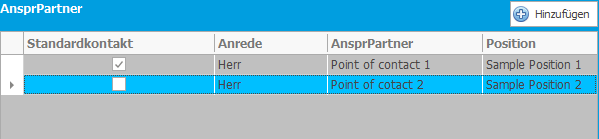 AnsprPartner
Hinzufügen
Standardkontakt Anrede AnsprPartner Position
Herr Point of contact 1 Sample Position 1
Herr Point of cotact 2 Sample Position 2